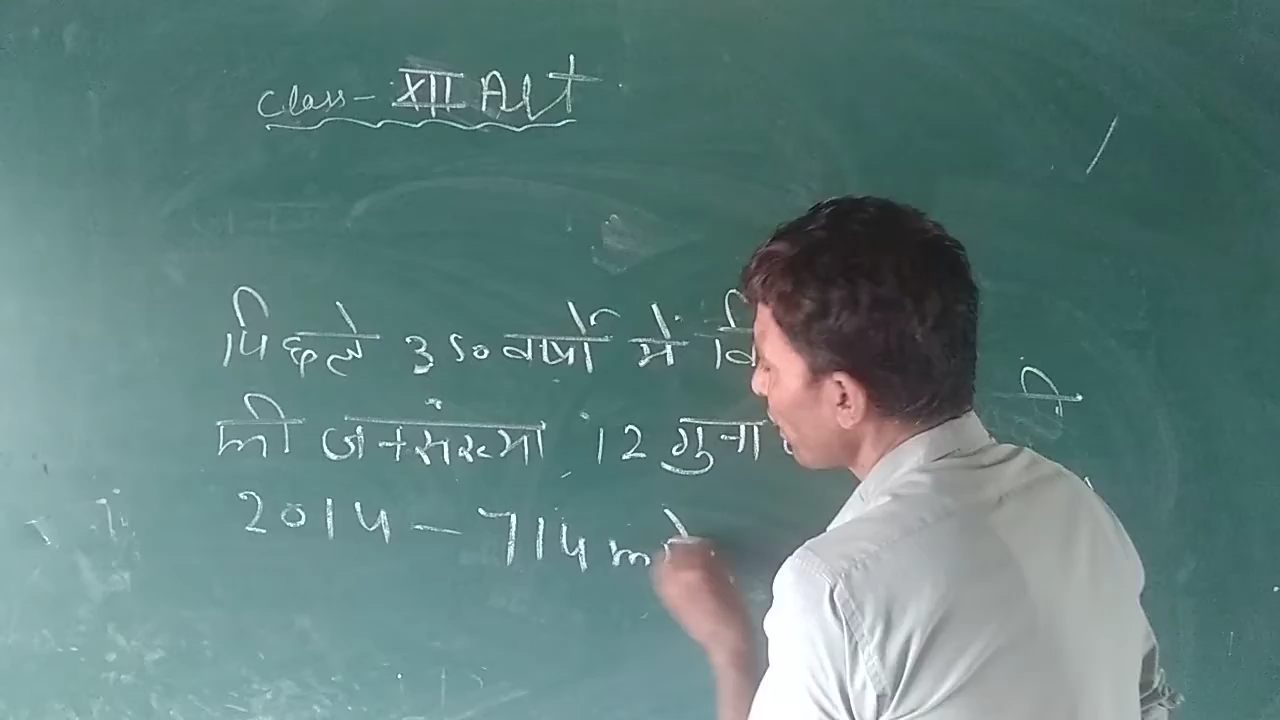 Class - XII Art
पिछले 350 वर्षों में वि
की जनसंख्या 12 गुना
2014 - 714 क